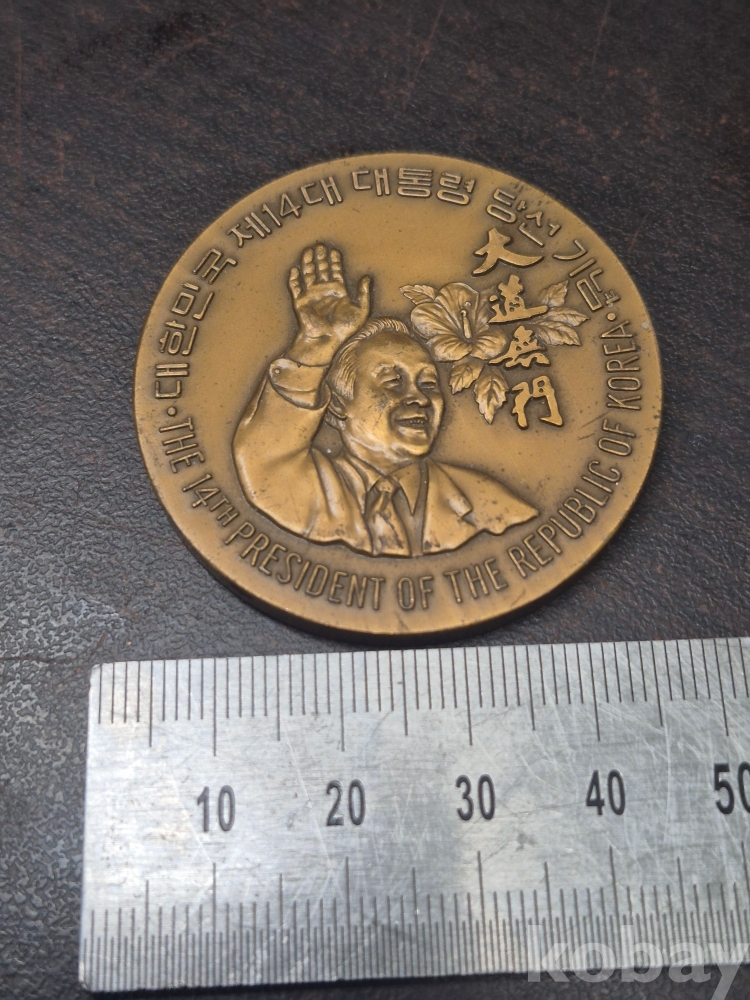 ·대한민국 제14대 대통령 당선 기념·
大道無門
THE 14TH PRESIDENT OF THE REPUBLIC OF KOREA
10 20 30 40 50
kobay